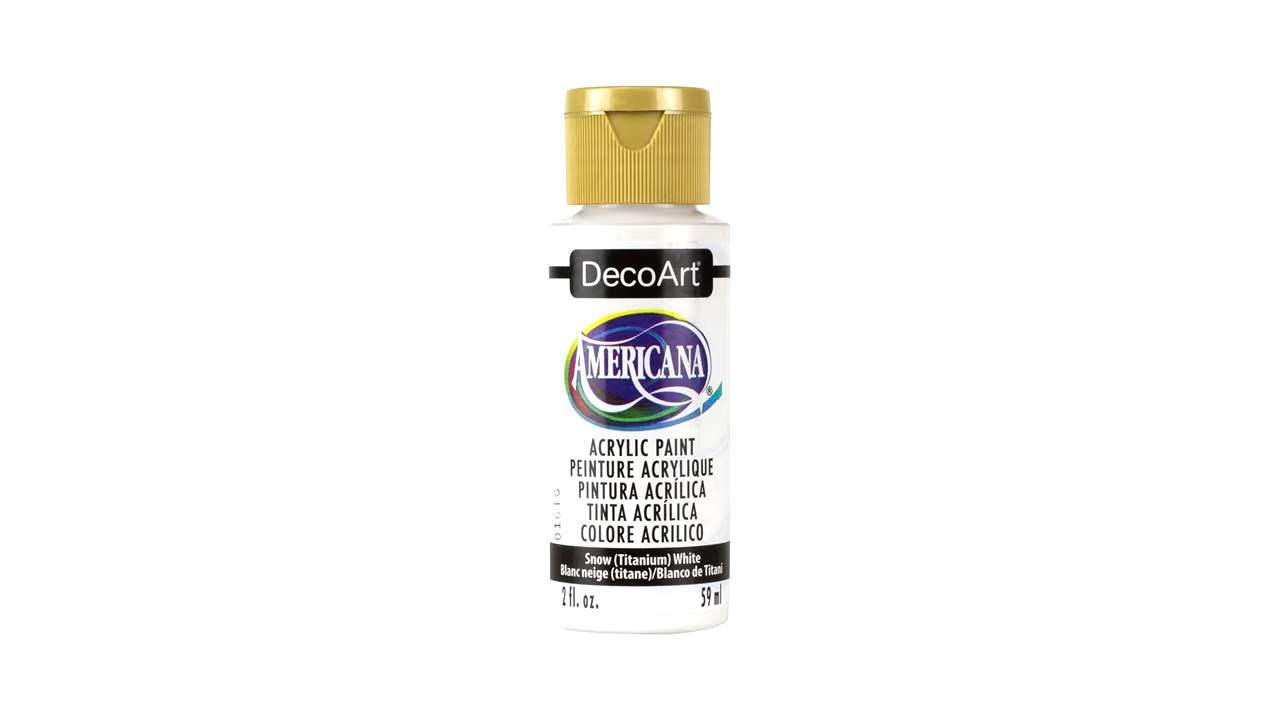 DecoArt®
AMERICANA®
ACRYLIC PAINT
PEINTURE ACRYLIQUE
PINTURA ACRÍLICA
TINTA ACRÍLICA
COLORE ACRILICO
Snow (Titanium) White
Blanc neige (titane)/Blanco de Titani
2 fl. oz. 59 ml